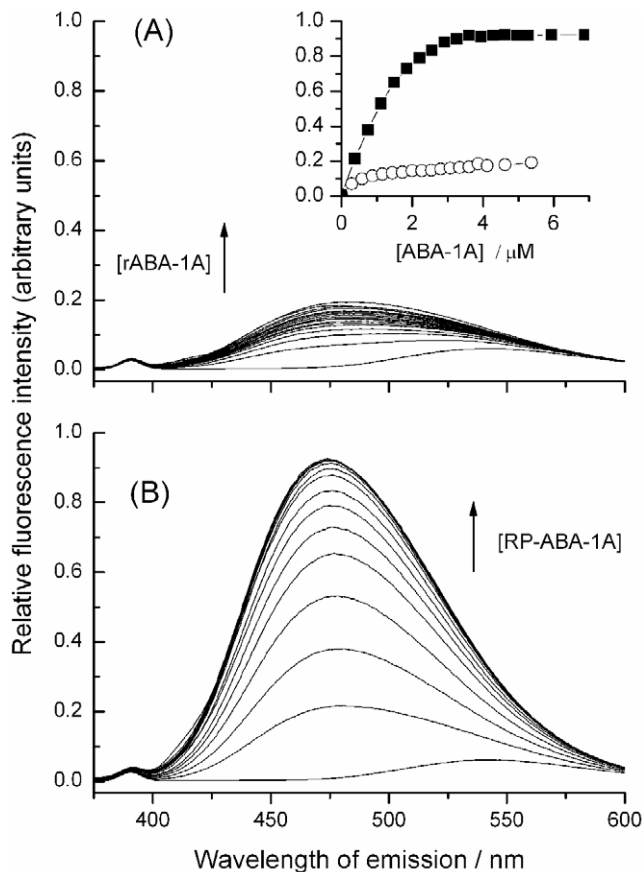 (A)
1.0
0.8
0.6
0.4
0.2
0.0
[rABA-1A]
1.0
0.8
0.6
0.4
0.2
0.0
0 2 4 6
[ABA-1A] / μM
Relative fluorescence intensity (arbitrary units)
(B)
1.0
0.8
0.6
0.4
0.2
0.0
[RP-ABA-1A]
400 450 500 550 600
Wavelength of emission / nm